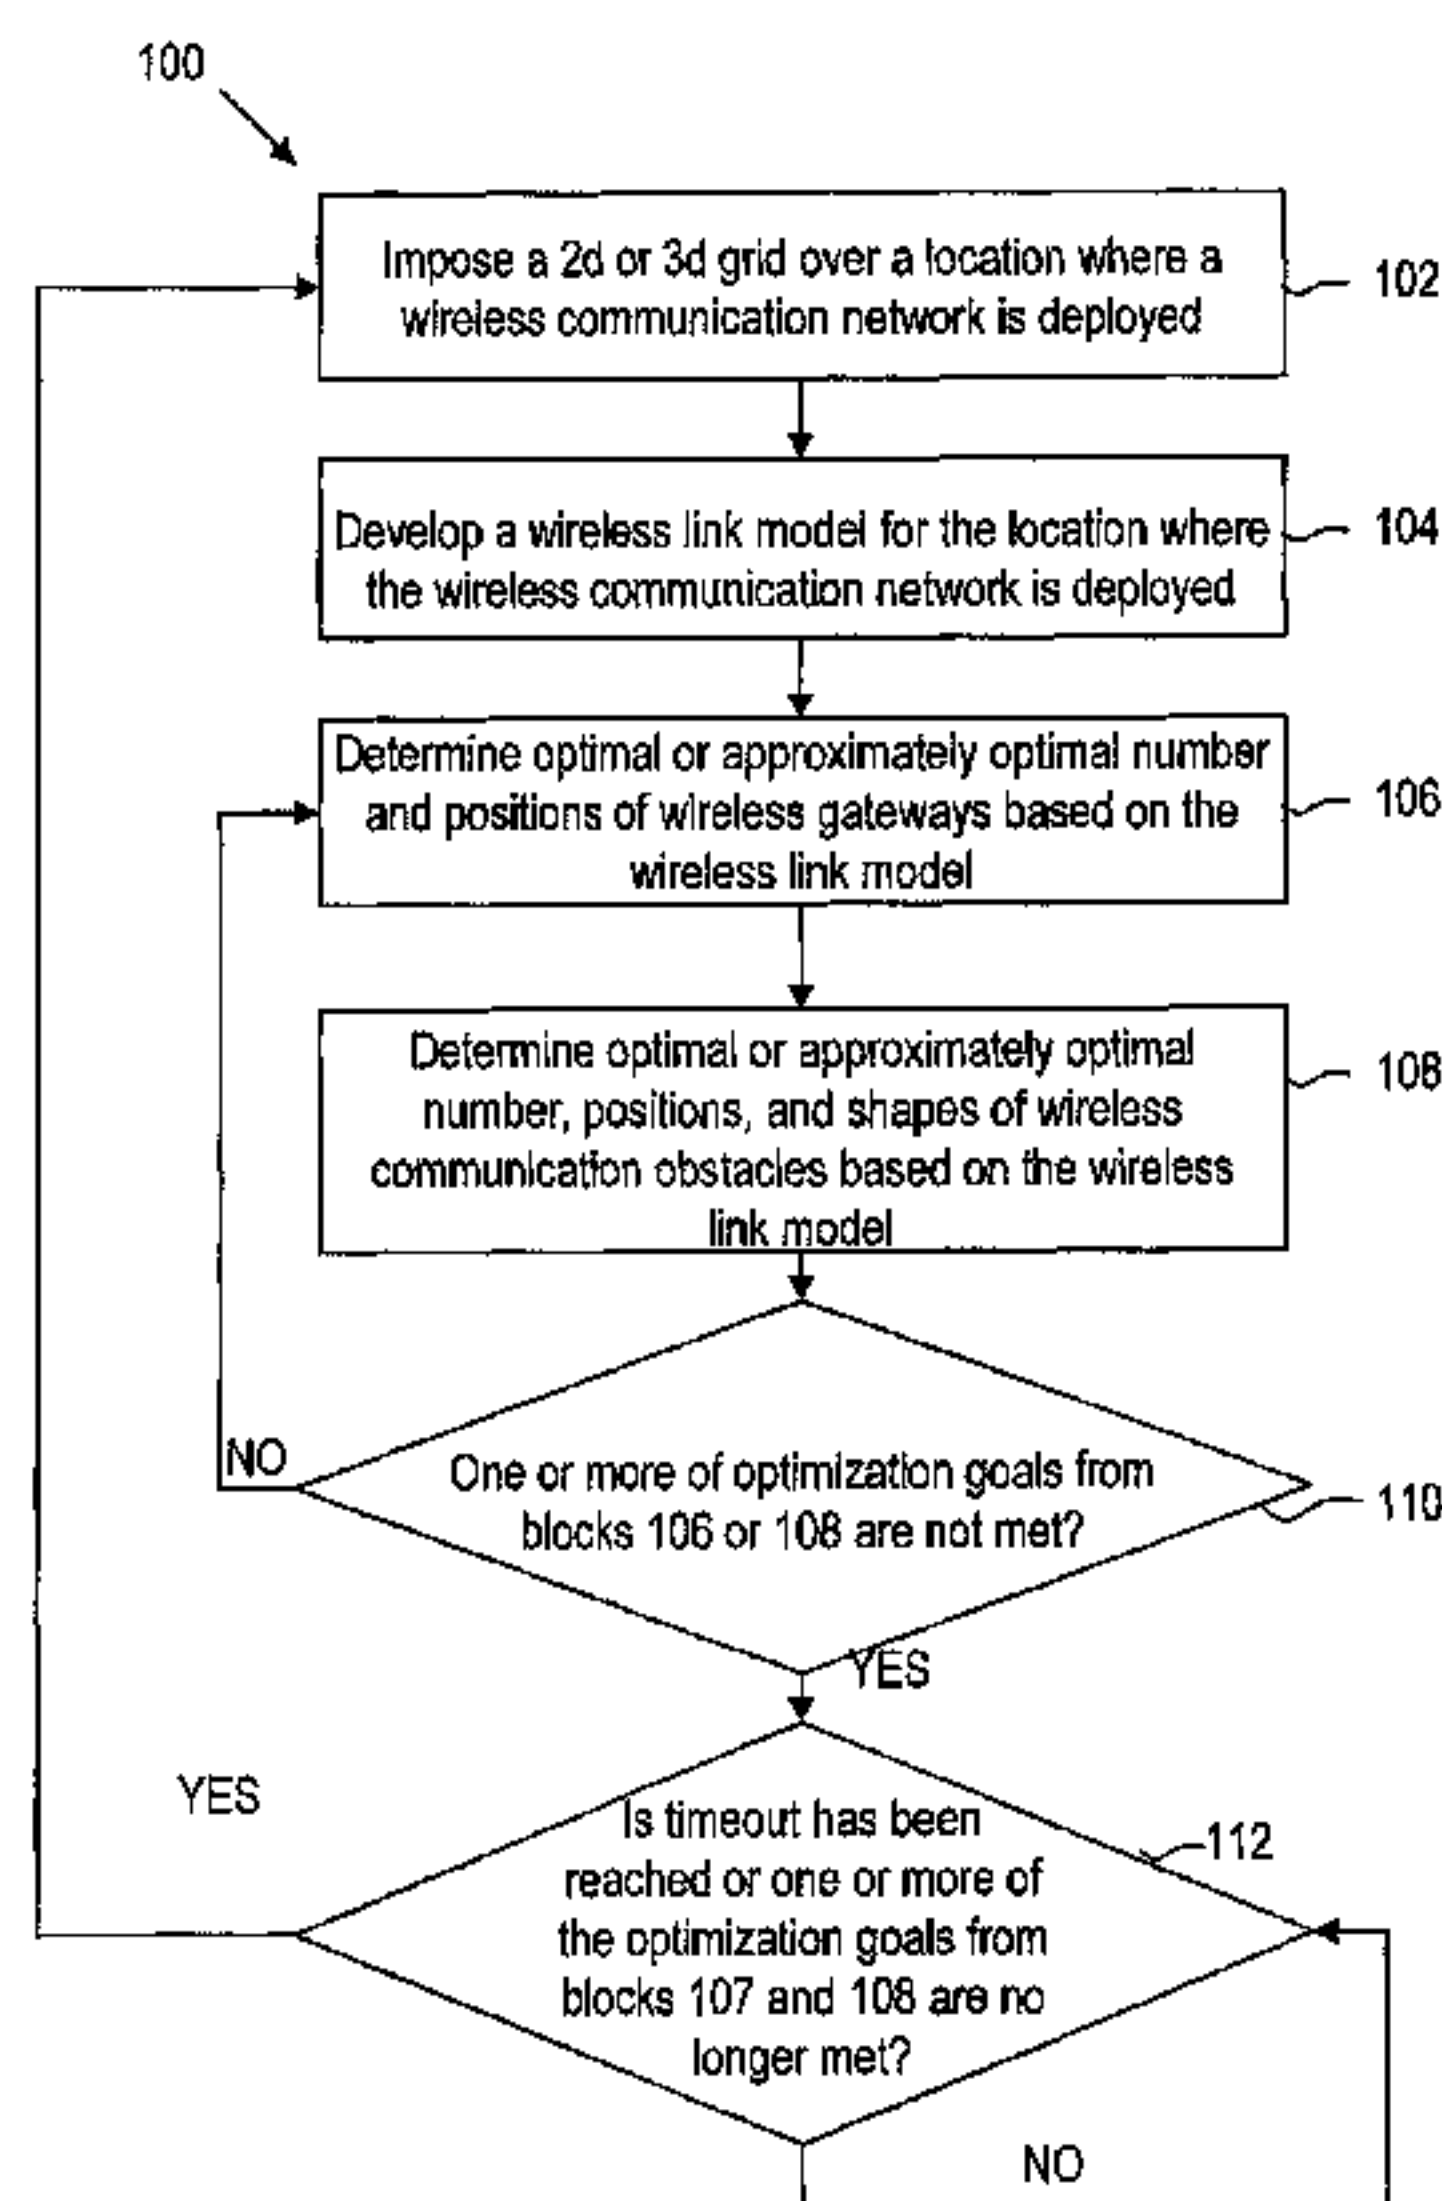 100
Impose a 2d or 3d grid over a location where a
wireless communication network is deployed
102
Develop a wireless link model for the location where
the wireless communication network is deployed
104
Determine optimal or approximately optimal number
and positions of wireless gateways based on the
wireless link model
106
Determine optimal or approximately optimal
number, positions, and shapes of wireless
communication obstacles based on the wireless
link model
108
NO
One or more of optimization goals from
blocks 106 or 108 are not met?
110
YES
YES
Is timeout has been
reached or one or more of
the optimization goals from
blocks 107 and 108 are no
longer met?
112
NO